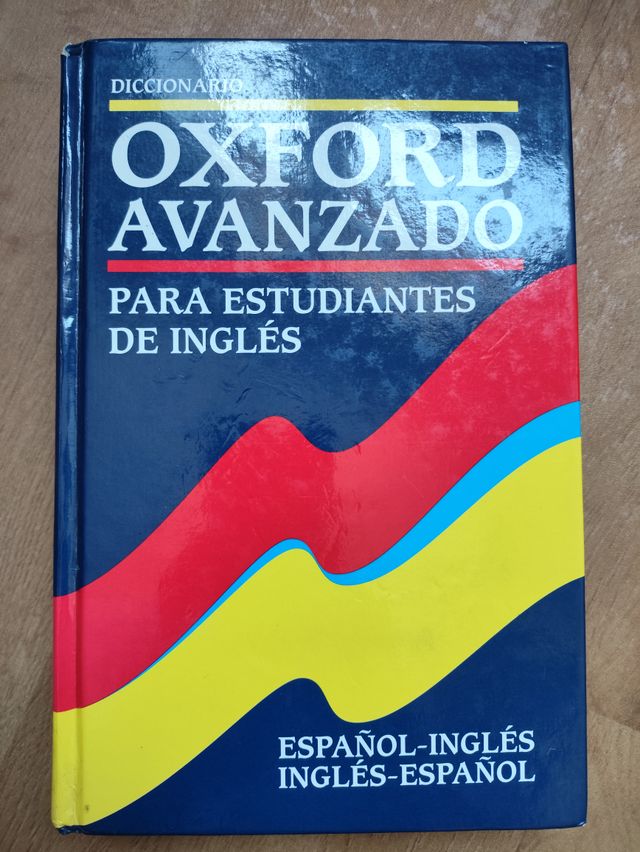 DICCIONARIO
OXFORD
AVANZADO
PARA ESTUDIANTES
DE INGLÉS
ESPAÑOL-INGLÉS
INGLÉS-ESPAÑOL